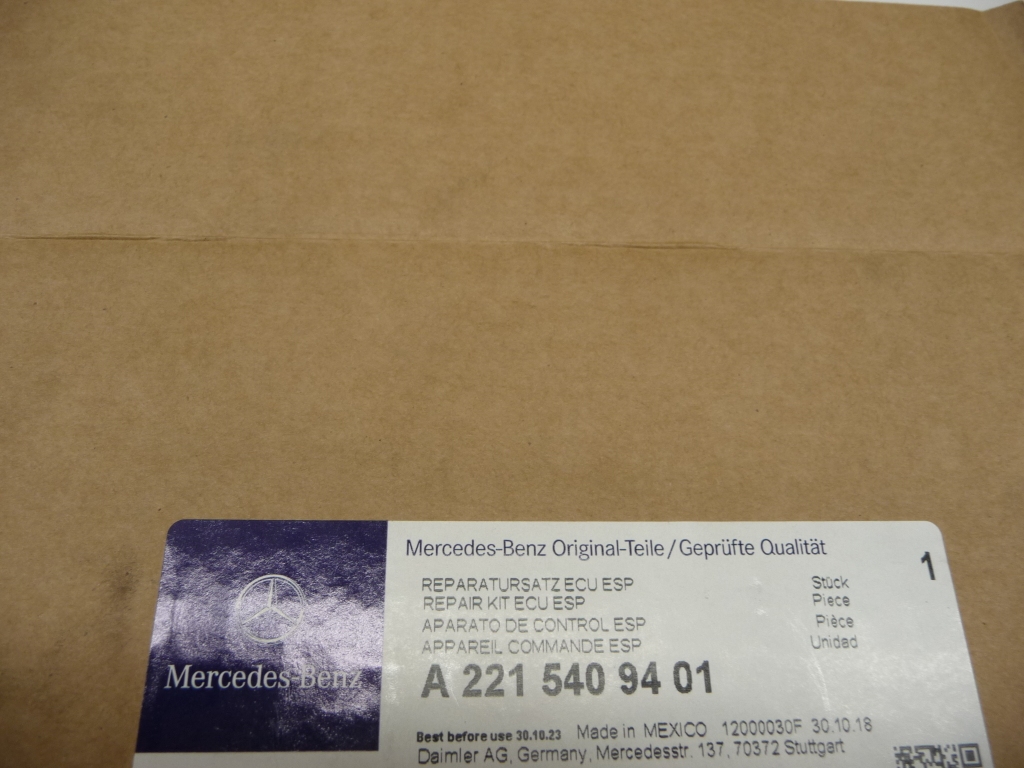 Mercedes-Benz
Mercedes-Benz Original-Teile/Geprüfte Qualität
1
REPARATURSATZ ECU ESP Stück
REPAIR KIT ECU ESP Piece
APARATO DE CONTROL ESP Pièce
APPAREIL COMMANDE ESP Unidad
A 221 540 94 01
Best before use 30.10.23 Made in MEXICO 12000030F 30.10.18
Daimler AG, Germany, Mercedesstr. 137, 70372 Stuttgart